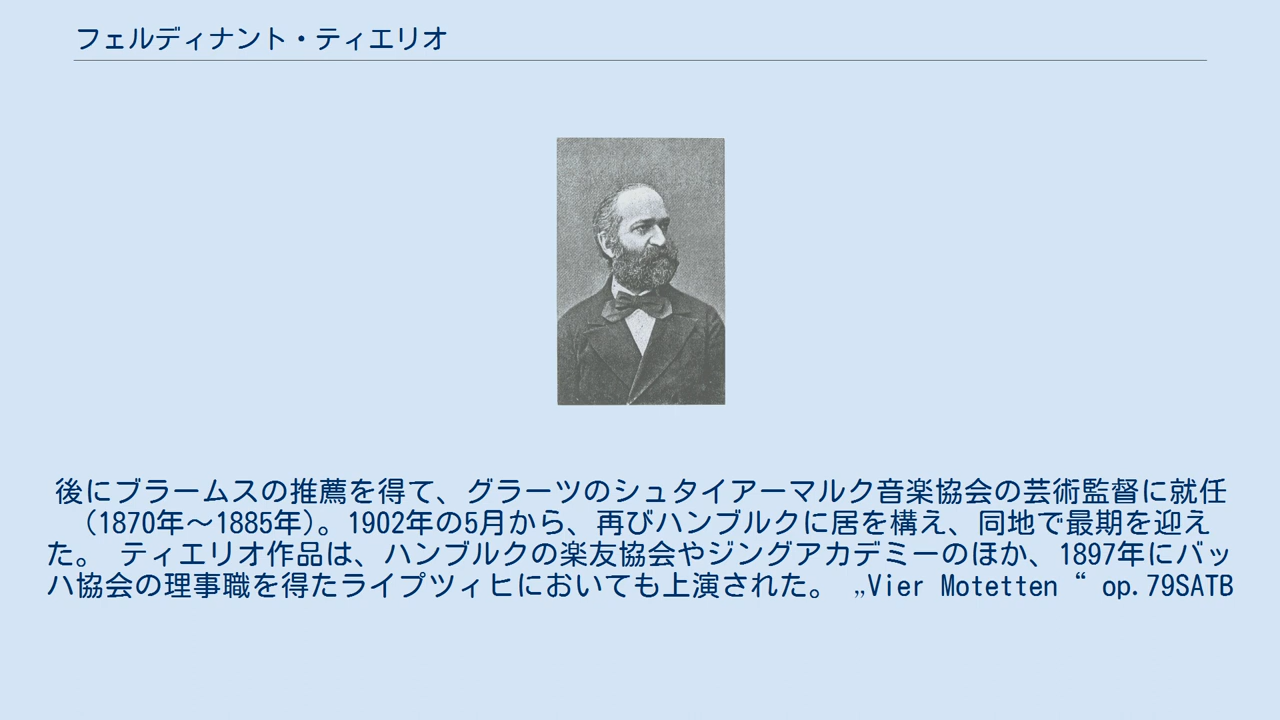 フェルディナント・ティエリオ
後にブラームスの推薦を得て、グラーツのシュタイアーマルク音楽協会の芸術監督に就任
（1870年～1885年）。1902年の5月から、再びハンブルクに居を構え、同地で最期を迎え
た。 ティエリオ作品は、ハンブルクの楽友協会やジングアカデミーのほか、1897年にバッ
ハ協会の理事職を得たライプツィヒにおいても上演された。 „Vier Motetten “ op.79SATB